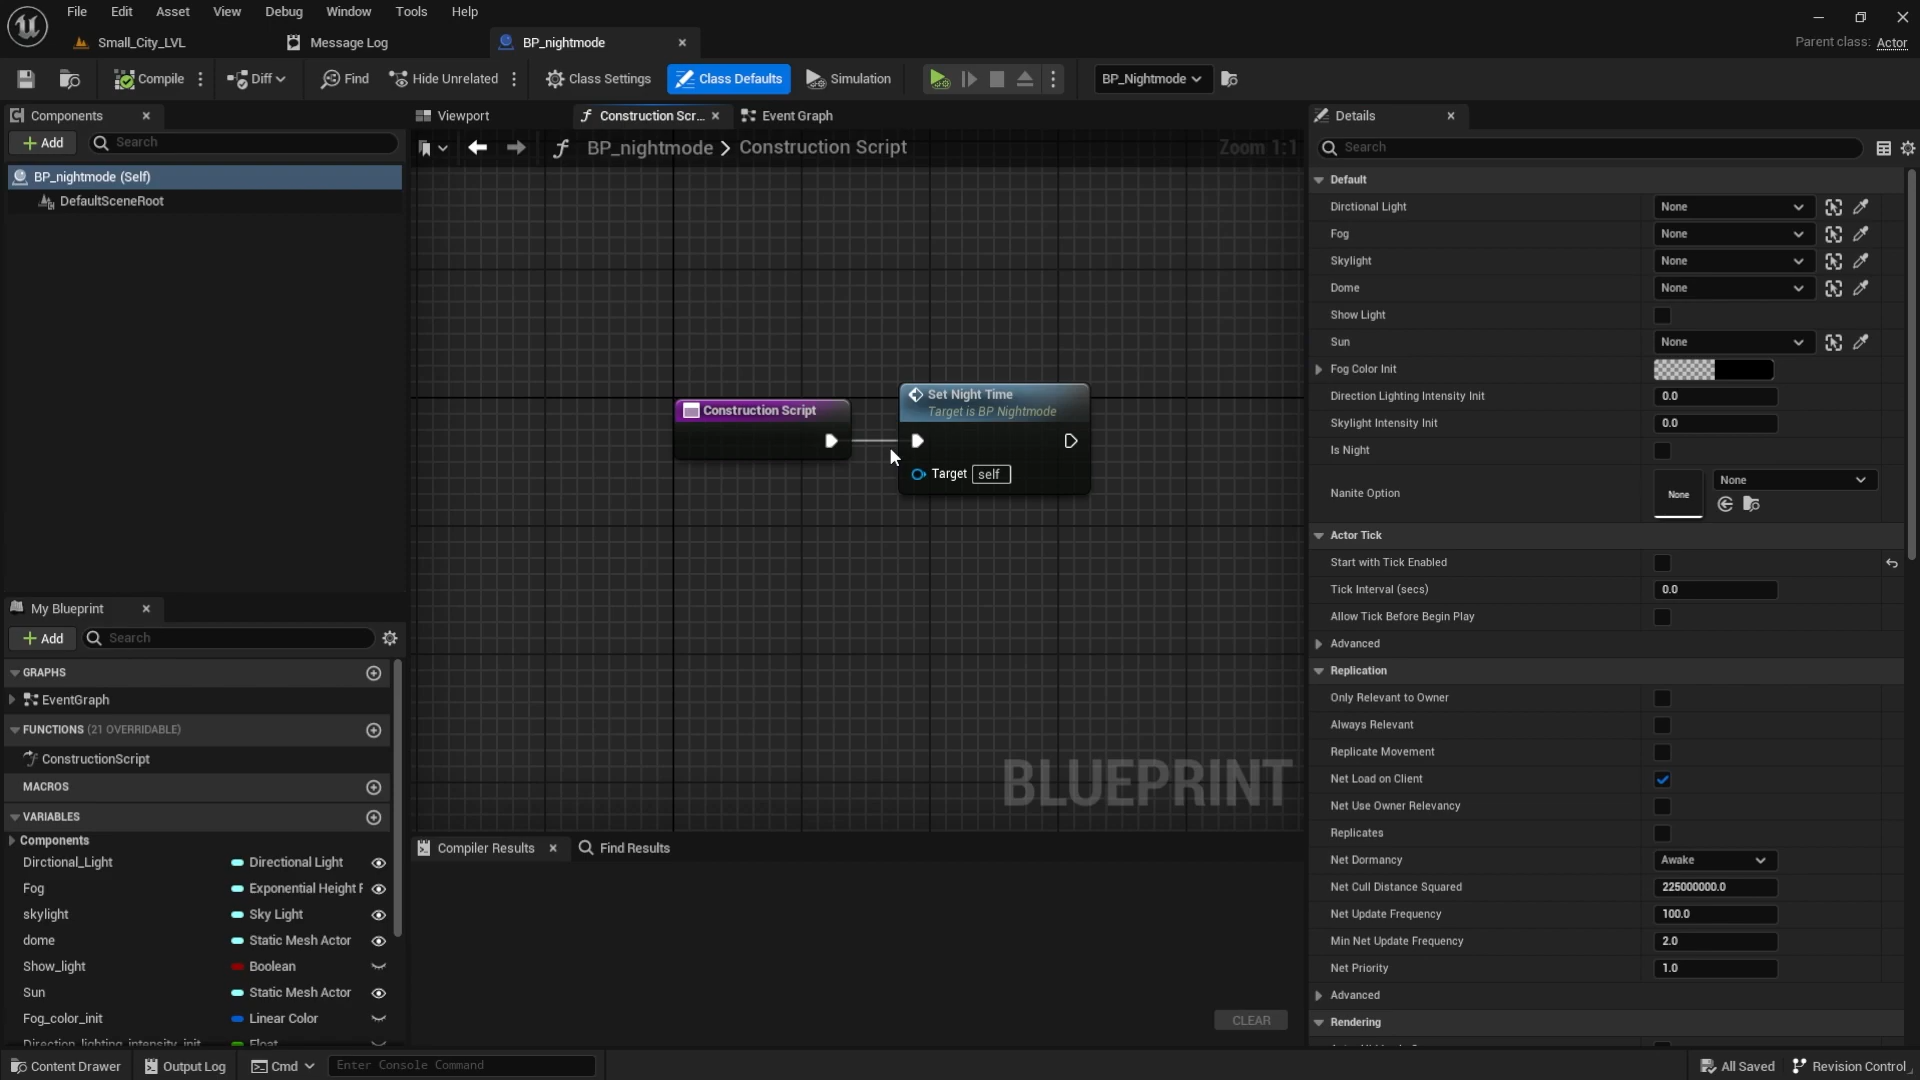 File Edit Asset View Debug Window Tools Help
Small_City_LVL Message Log BP_nightmode
Parent class: Actor
Compile Diff Find Hide Unrelated Class Settings Class Defaults Simulation BP_Nightmode
Components
Add Search
BP_nightmode (Self)
DefaultSceneRoot
My Blueprint
Add Search
GRAPHS
EventGraph
FUNCTIONS (21 OVERRIDABLE)
ConstructionScript
MACROS
VARIABLES
Components
Dirctional_Light Directional Light
Fog Exponential Height F
skylight Sky Light
dome Static Mesh Actor
Show_light Boolean
Sun Static Mesh Actor
Fog_color_init Linear Color
Direction_lighting_intensity_init Float
Viewport Construction Scr... Event Graph
BP_nightmode > Construction Script Zoom 1:1
Construction Script
Set Night Time
Target is BP Nightmode
Target self
BLUEPRINT
Compiler Results Find Results
CLEAR
Details
Search
Default
Dirctional Light None
Fog None
Skylight None
Dome None
Show Light
Sun None
Fog Color Init
Direction Lighting Intensity Init 0.0
Skylight Intensity Init 0.0
Is Night
Nanite Option None None
Actor Tick
Start with Tick Enabled
Tick Interval (secs) 0.0
Allow Tick Before Begin Play
Advanced
Replication
Only Relevant to Owner
Always Relevant
Replicate Movement
Net Load on Client
Net Use Owner Relevancy
Replicates
Net Dormancy Awake
Net Cull Distance Squared 225000000.0
Net Update Frequency 100.0
Min Net Update Frequency 2.0
Net Priority 1.0
Advanced
Rendering
Content Drawer Output Log Cmd Enter Console Command All Saved Revision Control